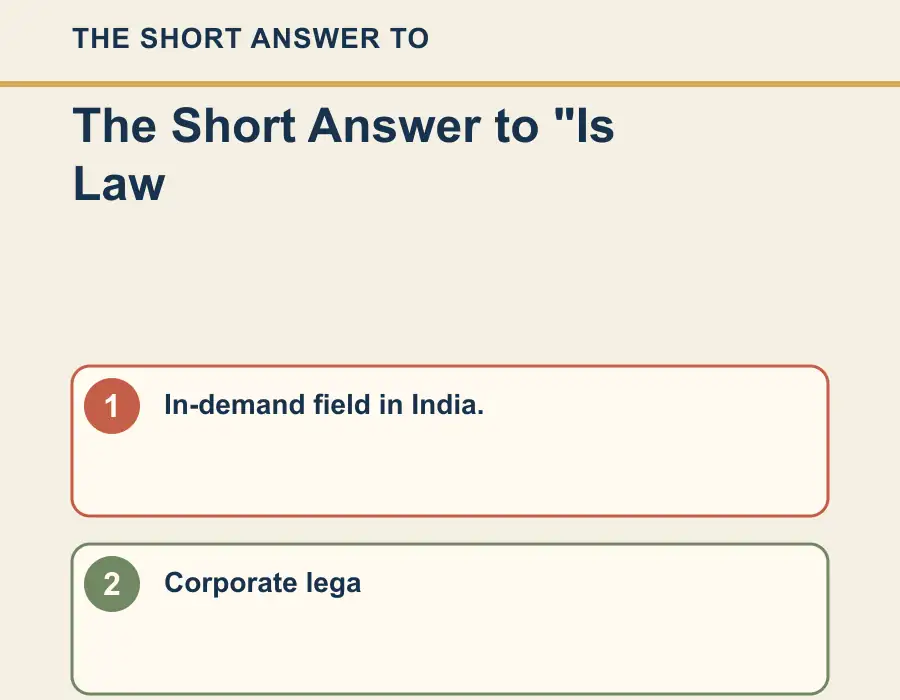 THE SHORT ANSWER TO
The Short Answer to "Is
Law
1 In-demand field in India.
2 Corporate lega